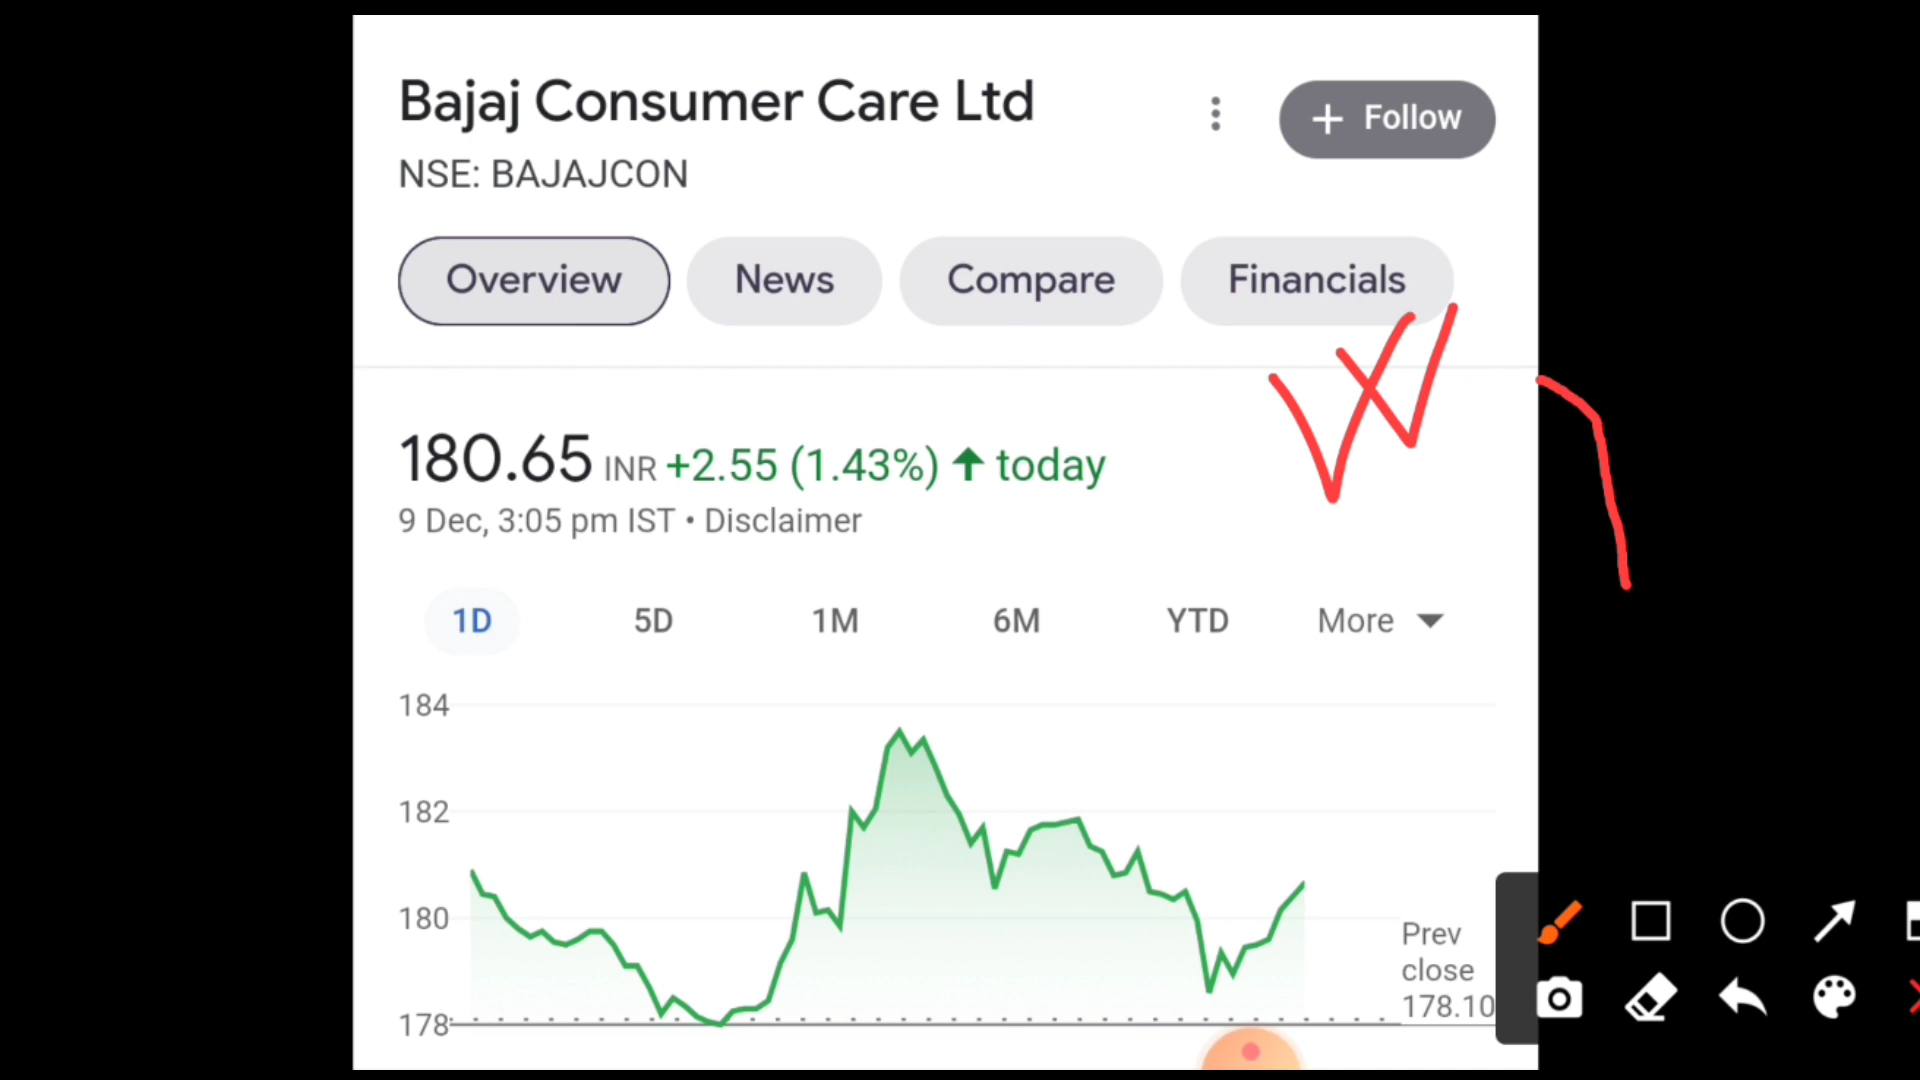 Bajaj Consumer Care Ltd
+ Follow
NSE: BAJAJCON
Overview
News
Compare
Financials
180.65 INR +2.55 (1.43%) ↑ today
9 Dec, 3:05 pm IST • Disclaimer
1D
5D
1M
6M
YTD
More
184
182
180
178
Prev
close
178.10